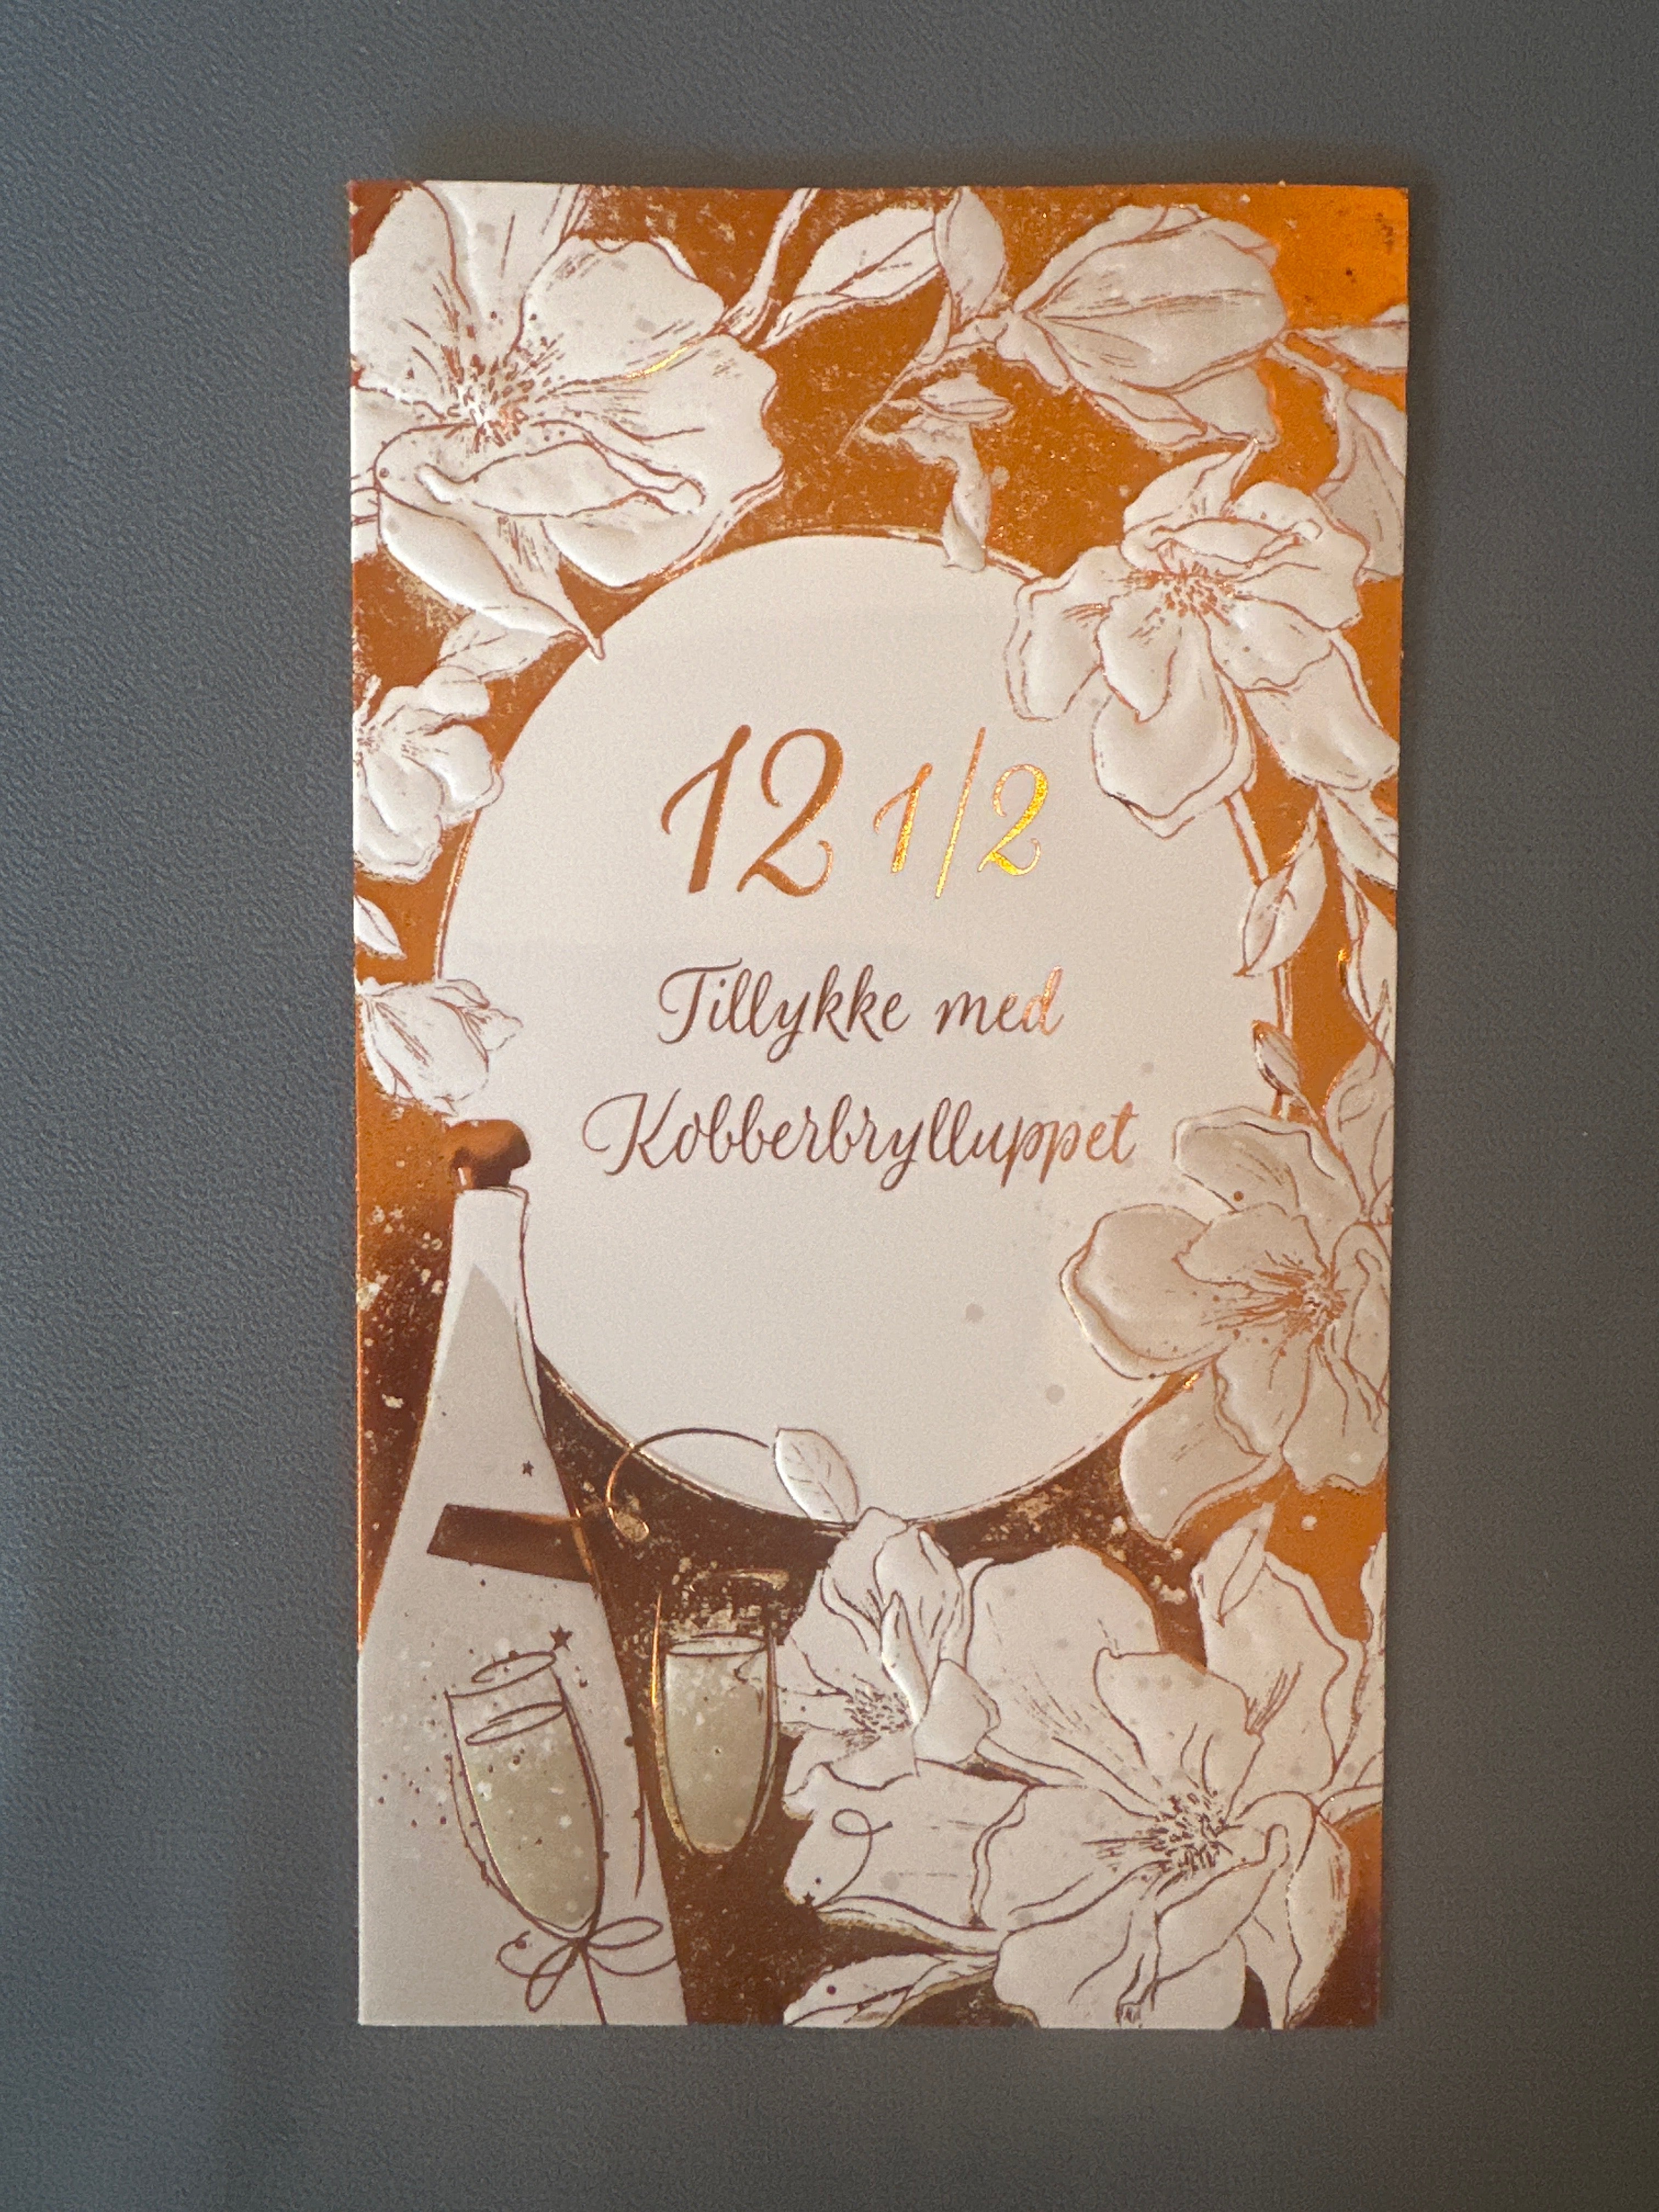 12 1/2
Tillykke med
Kobberbrylluppet